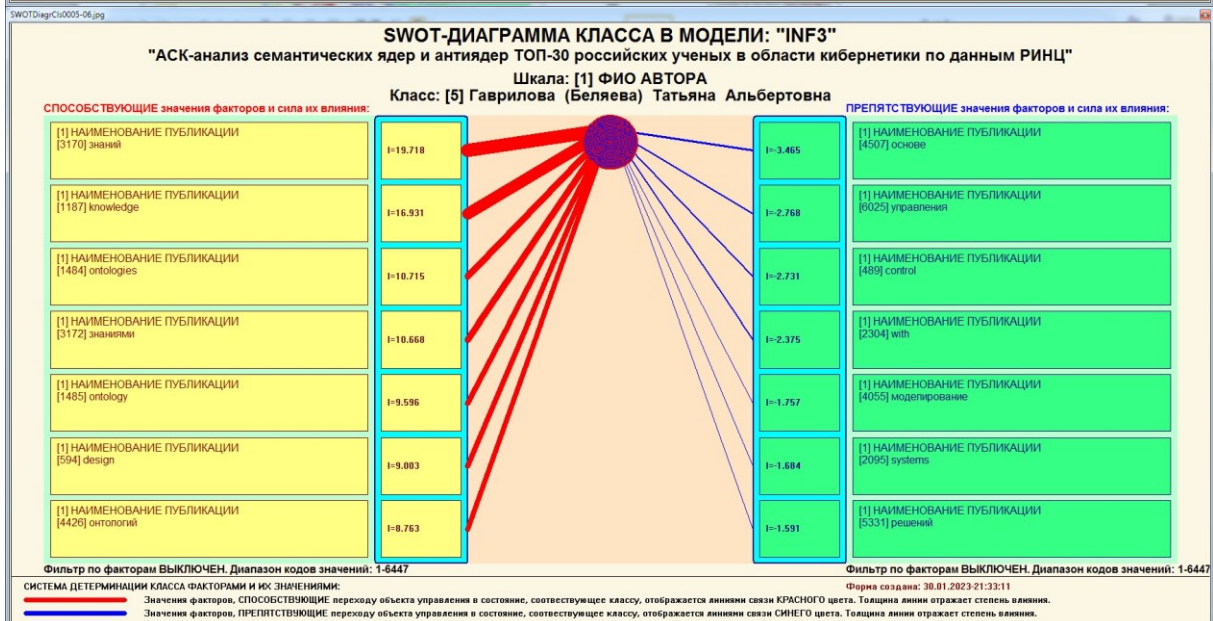 SWOTDiagrCls0005-06.jpg
SWOT-ДИАГРАММА КЛАССА В МОДЕЛИ: "INF3"
"АСК-анализ семантических ядер и антиядер ТОП-30 российских ученых в области кибернетики по данным РИНЦ"
Шкала: [1] ФИО АВТОРА
Класс: [5] Гаврилова (Беляева) Татьяна Альбертовна
СПОСОБСТВУЮЩИЕ значения факторов и сила их влияния:
ПРЕПЯТСТВУЮЩИЕ значения факторов и сила их влияния:
[1] НАИМЕНОВАНИЕ ПУБЛИКАЦИИ
[3170] знаний
I=19.718
[1] НАИМЕНОВАНИЕ ПУБЛИКАЦИИ
[1187] knowledge
I=16.931
[1] НАИМЕНОВАНИЕ ПУБЛИКАЦИИ
[1484] ontologies
I=10.715
[1] НАИМЕНОВАНИЕ ПУБЛИКАЦИИ
[3172] знаниями
I=10.668
[1] НАИМЕНОВАНИЕ ПУБЛИКАЦИИ
[1485] ontology
I=9.596
[1] НАИМЕНОВАНИЕ ПУБЛИКАЦИИ
[594] design
I=9.003
[1] НАИМЕНОВАНИЕ ПУБЛИКАЦИИ
[4426] онтологий
I=8.763
I=-3.465
[1] НАИМЕНОВАНИЕ ПУБЛИКАЦИИ
[4507] основе
I=-2.768
[1] НАИМЕНОВАНИЕ ПУБЛИКАЦИИ
[6025] управления
I=-2.731
[1] НАИМЕНОВАНИЕ ПУБЛИКАЦИИ
[489] control
I=-2.375
[1] НАИМЕНОВАНИЕ ПУБЛИКАЦИИ
[2304] with
I=-1.757
[1] НАИМЕНОВАНИЕ ПУБЛИКАЦИИ
[4055] моделирование
I=-1.684
[1] НАИМЕНОВАНИЕ ПУБЛИКАЦИИ
[2095] systems
I=-1.591
[1] НАИМЕНОВАНИЕ ПУБЛИКАЦИИ
[5331] решений
Фильтр по факторам ВЫКЛЮЧЕН. Диапазон кодов значений: 1-6447
Фильтр по факторам ВЫКЛЮЧЕН. Диапазон кодов значений: 1-6447
СИСТЕМА ДЕТЕРМИНАЦИИ КЛАССА ФАКТОРАМИ И ИХ ЗНАЧЕНИЯМИ:
Форма создана: 30.01.2023-21:33:11
Значения факторов, СПОСОБСТВУЮЩИЕ переходу объекта управления в состояние, соотвествующее классу, отображается линиями связи КРАСНОГО цвета. Толщина линии отражает степень влияния.
Значения факторов, ПРЕПЯТСТВУЮЩИЕ переходу объекта управления в состояние, соотвествующее классу, отображается линиями связи СИНЕГО цвета. Толщина линии отражает степень влияния.